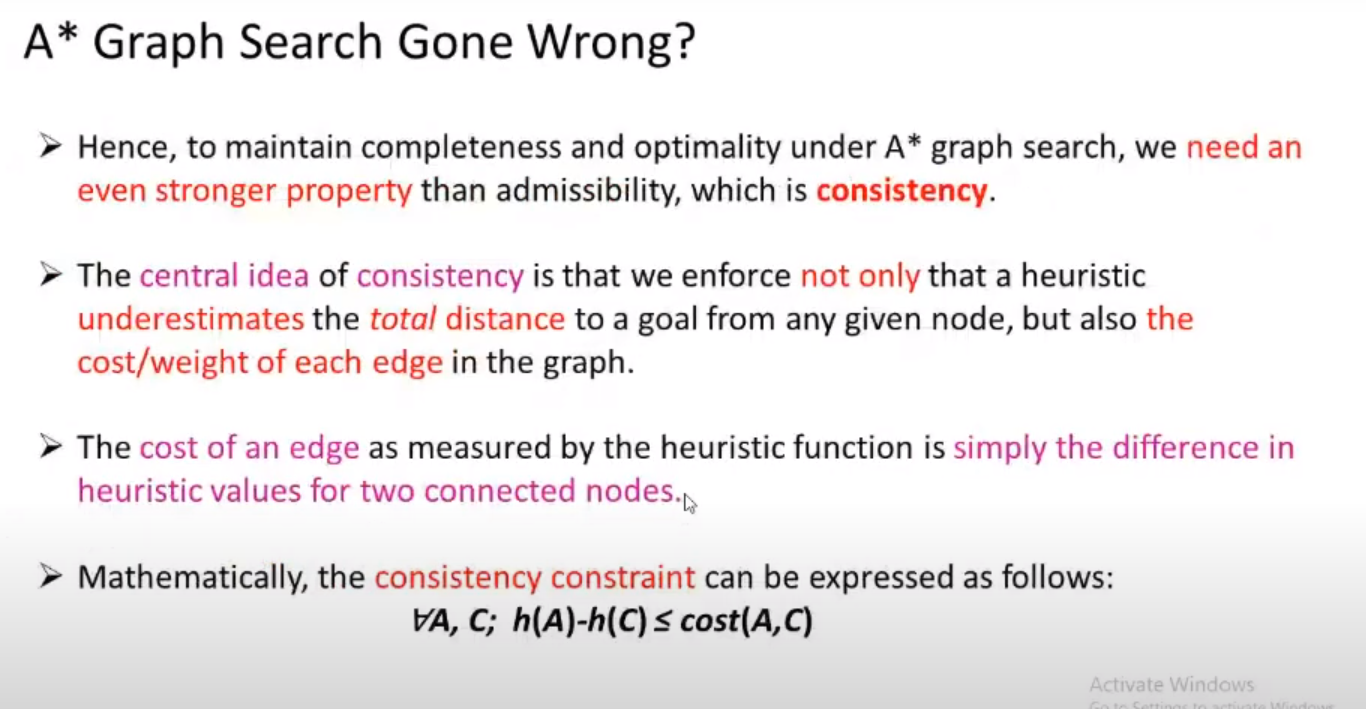 A* Graph Search Gone Wrong?
➢ Hence, to maintain completeness and optimality under A* graph search, we need an
even stronger property than admissibility, which is consistency.
➢ The central idea of consistency is that we enforce not only that a heuristic
underestimates the total distance to a goal from any given node, but also the
cost/weight of each edge in the graph.
➢ The cost of an edge as measured by the heuristic function is simply the difference in
heuristic values for two connected nodes.
➢ Mathematically, the consistency constraint can be expressed as follows:
∀A, C; h(A)-h(C) ≤ cost(A,C)
Activate Windows
Go to Settings to activate Windows.